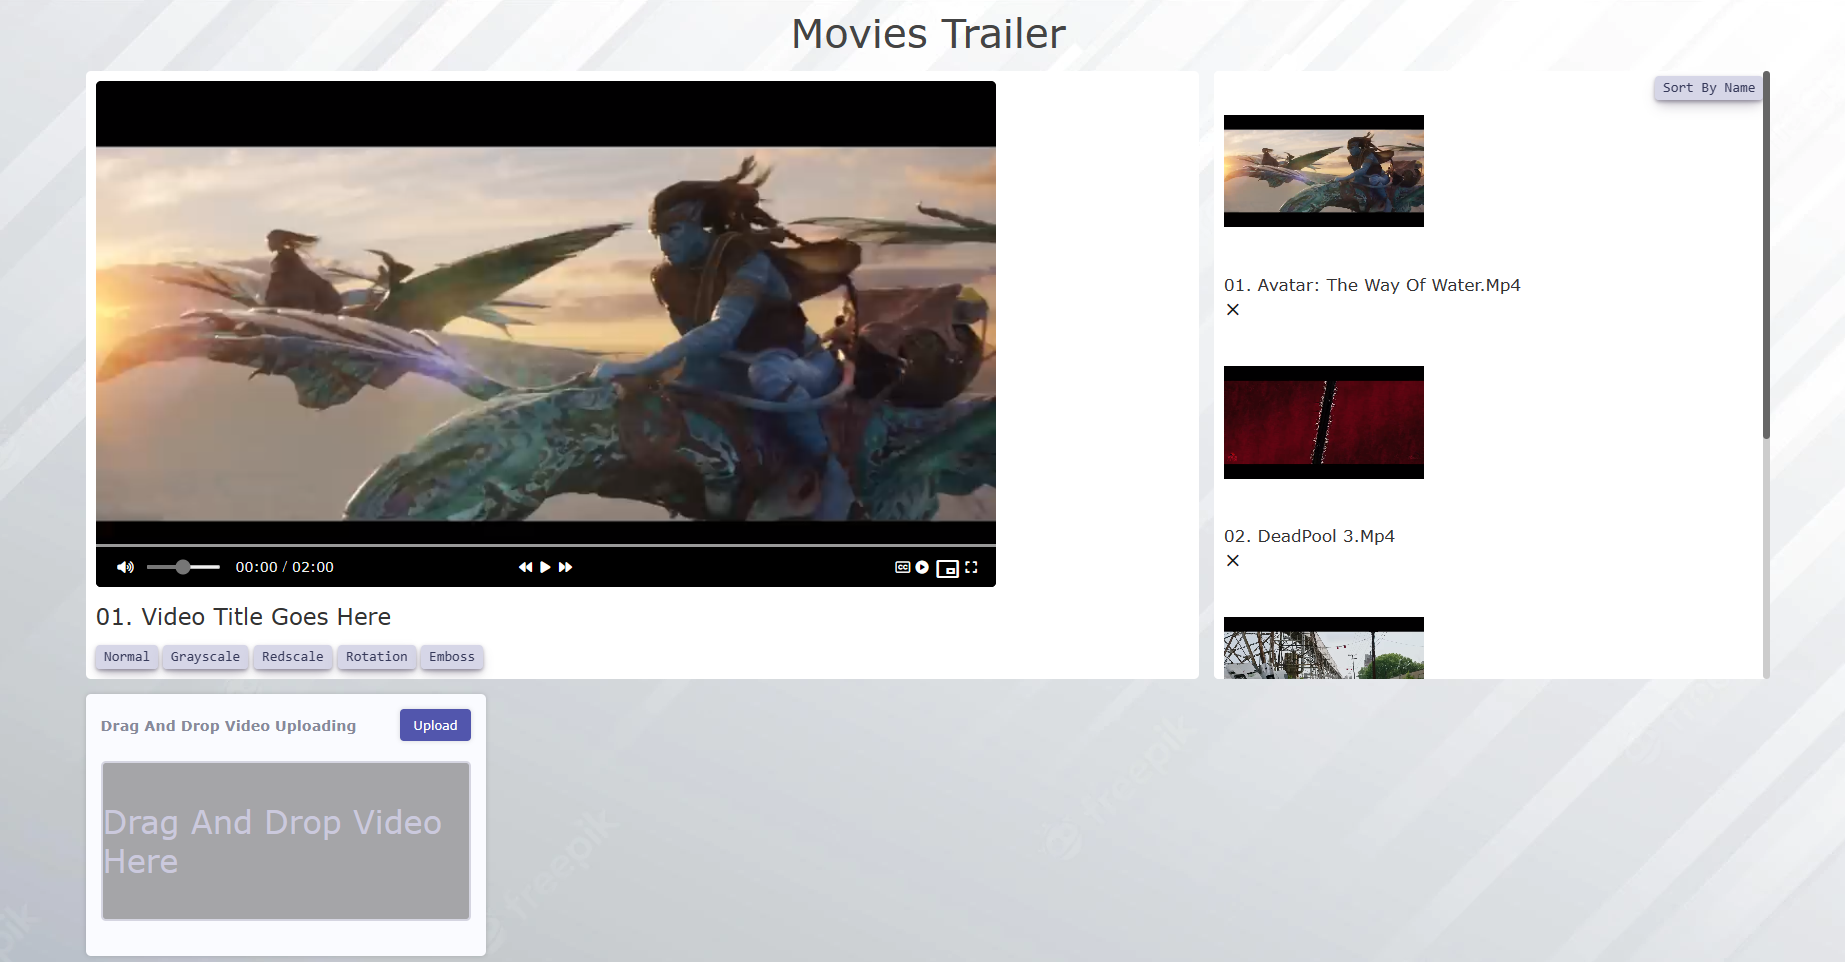 Movies Trailer
Sort By Name
01. Avatar: The Way Of Water.Mp4
02. DeadPool 3.Mp4
00:00 / 02:00
CC
01. Video Title Goes Here
Normal
Grayscale
Redscale
Rotation
Emboss
Drag And Drop Video Uploading
Upload
Drag And Drop Video
Here
freepik
freepik